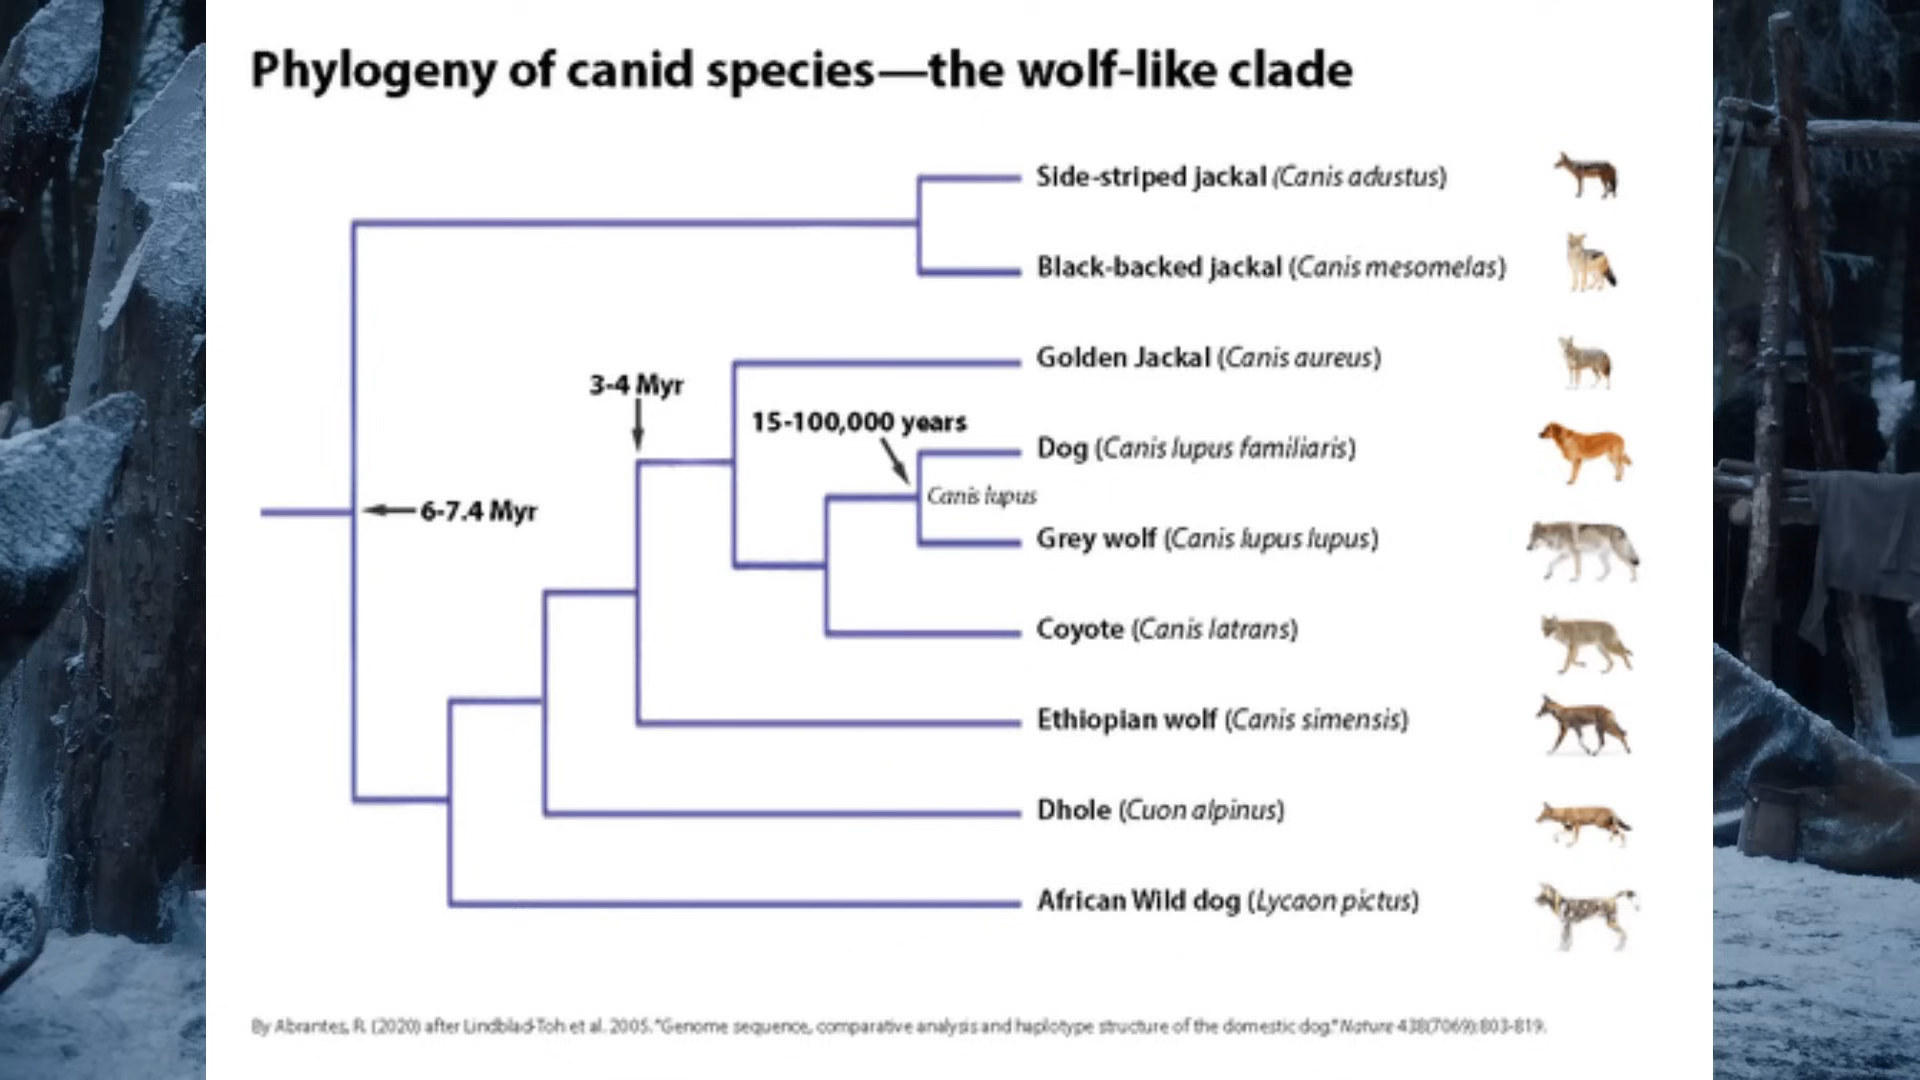 Phylogeny of canid species—the wolf-like clade
Side-striped jackal (Canis adustus)
Black-backed jackal (Canis mesomelas)
Golden Jackal (Canis aureus)
3-4 Myr
15-100,000 years
Dog (Canis lupus familiaris)
Canis lupus
6-7.4 Myr
Grey wolf (Canis lupus lupus)
Coyote (Canis latrans)
Ethiopian wolf (Canis simensis)
Dhole (Cuon alpinus)
African Wild dog (Lycaon pictus)
By Abrantes, R. (2020) after Lindblad-Toh et al. 2005. "Genome sequence, comparative analysis and haplotype structure of the domestic dog." Nature 438(7069):803-819.